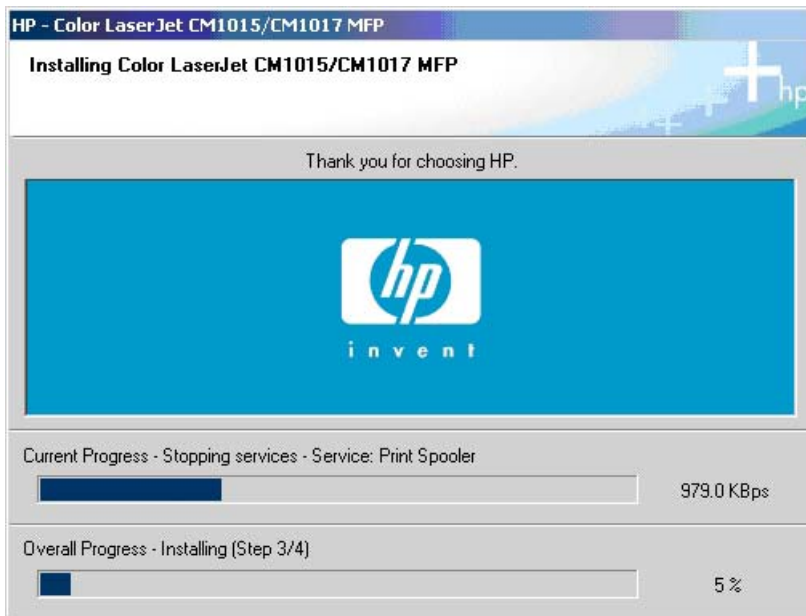 HP - Color LaserJet CM1015/CM1017 MFP
Installing Color LaserJet CM1015/CM1017 MFP
hp
Thank you for choosing HP.
hp
invent
Current Progress - Stopping services - Service: Print Spooler
979.0 KBps
Overall Progress - Installing (Step 3/4)
5 %